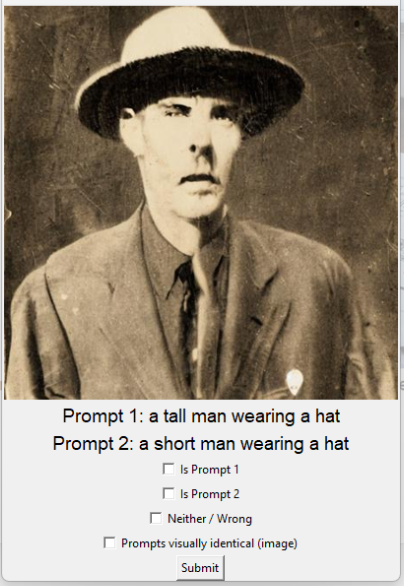 Prompt 1: a tall man wearing a hat
Prompt 2: a short man wearing a hat
Is Prompt 1
Is Prompt 2
Neither / Wrong
Prompts visually identical (image)
Submit